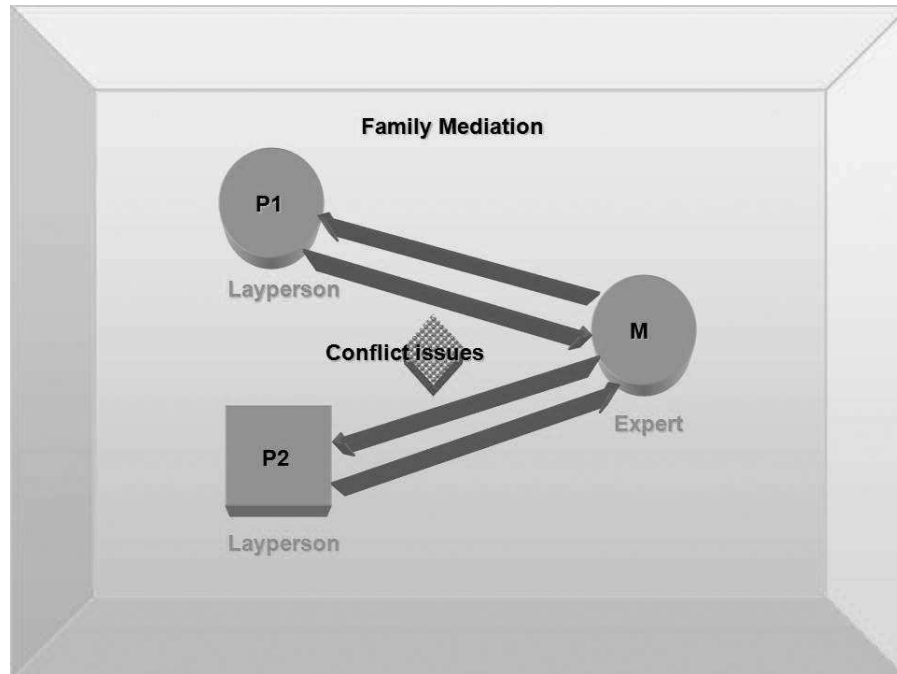 Family Mediation
P1
Layperson
M
Conflict issues
Expert
P2
Layperson